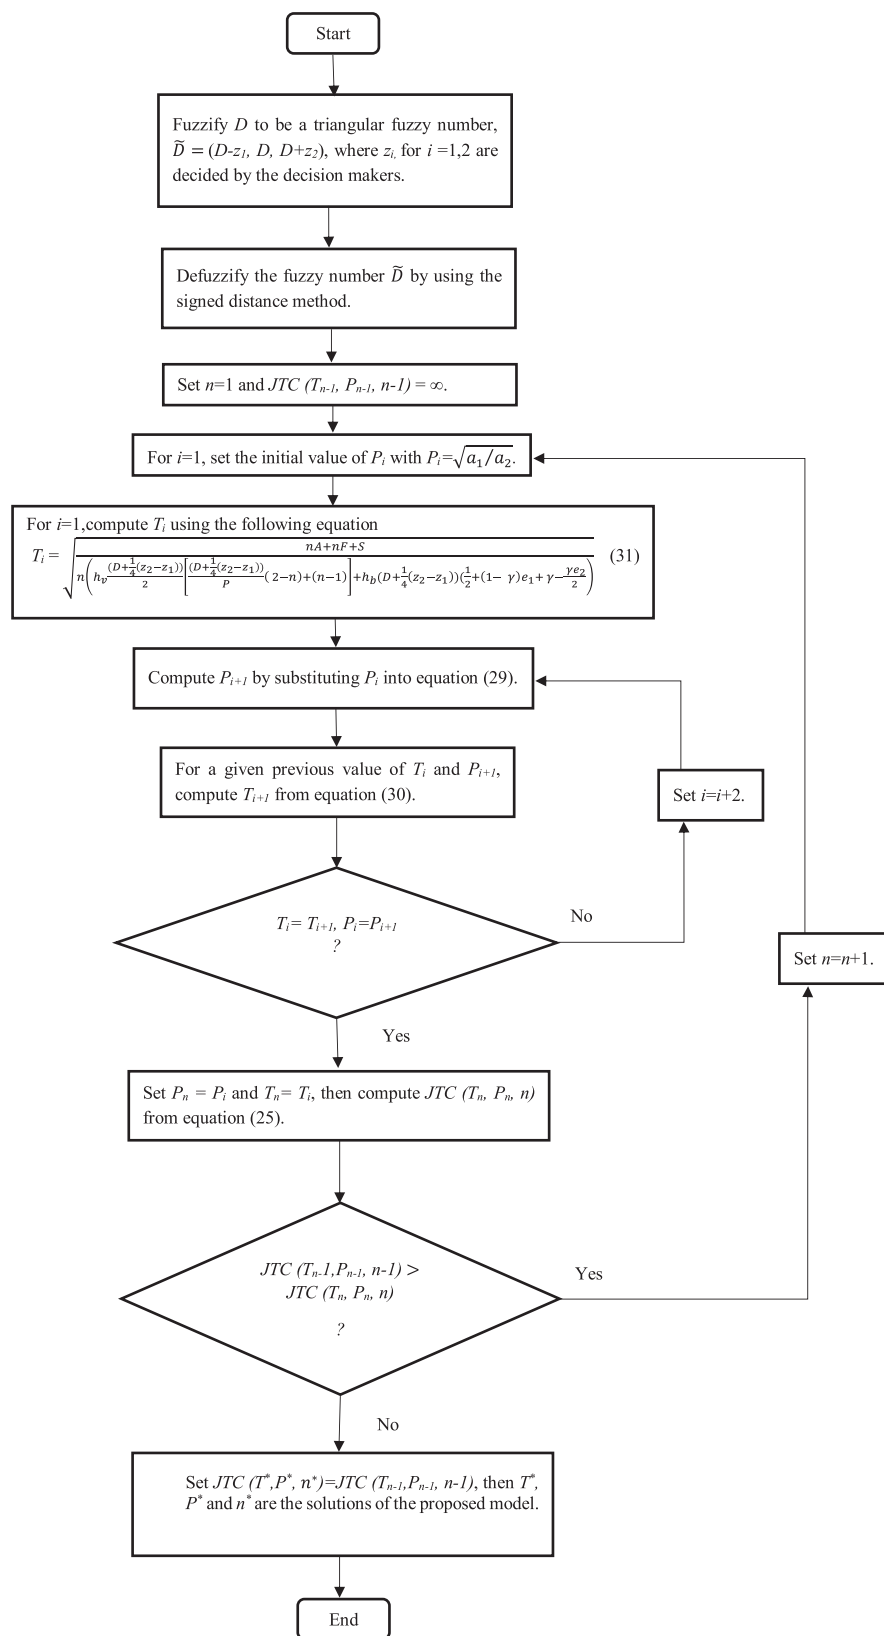 Start
Fuzzify D to be a triangular fuzzy number,
D̃ = (D-z₁, D, D+z₂), where zᵢ, for i =1,2 are
decided by the decision makers.
Defuzzify the fuzzy number D̃ by using the
signed distance method.
Set n=1 and JTC (Tₙ₋₁, Pₙ₋₁, n-1) = ∞.
For i=1, set the initial value of Pᵢ with Pᵢ=√(a₁/a₂).
For i=1,compute Tᵢ using the following equation
Tᵢ = √((nA+nF+S)/(n(h_v (D+¼(z₂−z₁))/2 [(D+¼(z₂−z₁))/P (2−n)+(n−1)]+h_b(D+¼(z₂−z₁))(½+(1− γ)e₁+γ−γe₂/2)))) (31)
Compute Pᵢ₊₁ by substituting Pᵢ into equation (29).
For a given previous value of Tᵢ and Pᵢ₊₁,
compute Tᵢ₊₁ from equation (30).
Set i=i+2.
Tᵢ= Tᵢ₊₁, Pᵢ=Pᵢ₊₁
?
No
Set n=n+1.
Yes
Set Pₙ = Pᵢ and Tₙ= Tᵢ, then compute JTC (Tₙ, Pₙ, n)
from equation (25).
JTC (Tₙ-1,Pₙ₋₁, n-1) >
JTC (Tₙ, Pₙ, n)
?
Yes
No
Set JTC (T*,P*, n*)=JTC (Tₙ₋₁,Pₙ₋₁, n-1), then T*,
P* and n* are the solutions of the proposed model.
End